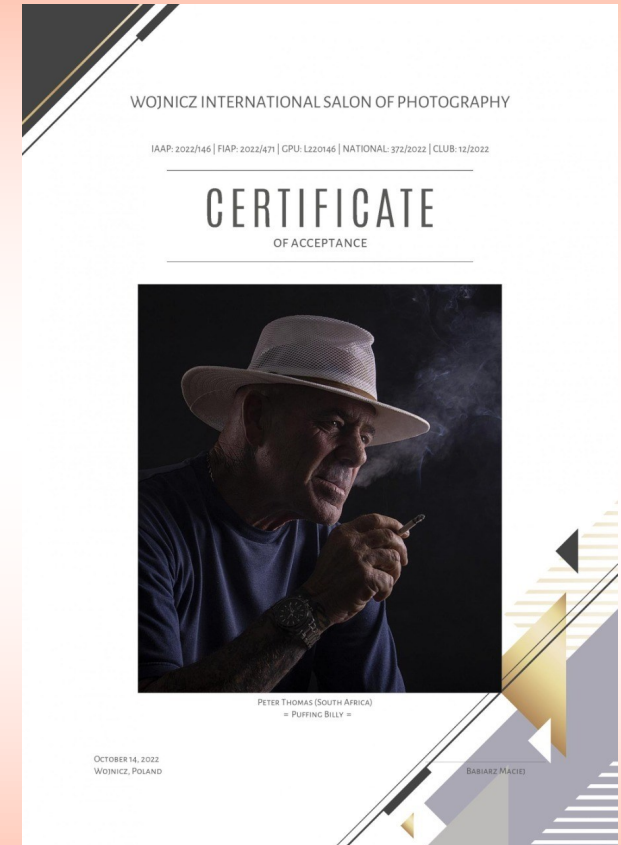 WOJNICZ INTERNATIONAL SALON OF PHOTOGRAPHY
IAAP: 2022/146 | FIAP: 2022/471 | GPU: L220146 | NATIONAL: 372/2022 | CLUB: 12/2022
CERTIFICATE
OF ACCEPTANCE
PETER THOMAS (SOUTH AFRICA)
= PUFFING BILLY =
OCTOBER 14, 2022
WOJNICZ, POLAND
BABIARZ MACIEJ